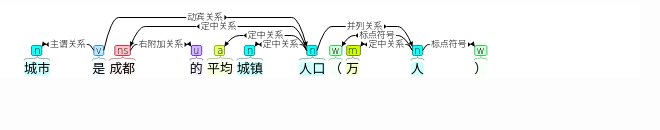 动宾关系
定中关系 并列关系
定中关系 标点符号
主谓关系 右附加关系 定中关系 定中关系 标点符号
n v ns u a n n w m n w
城市 是 成都 的 平均 城镇 人口 （ 万 人 ）